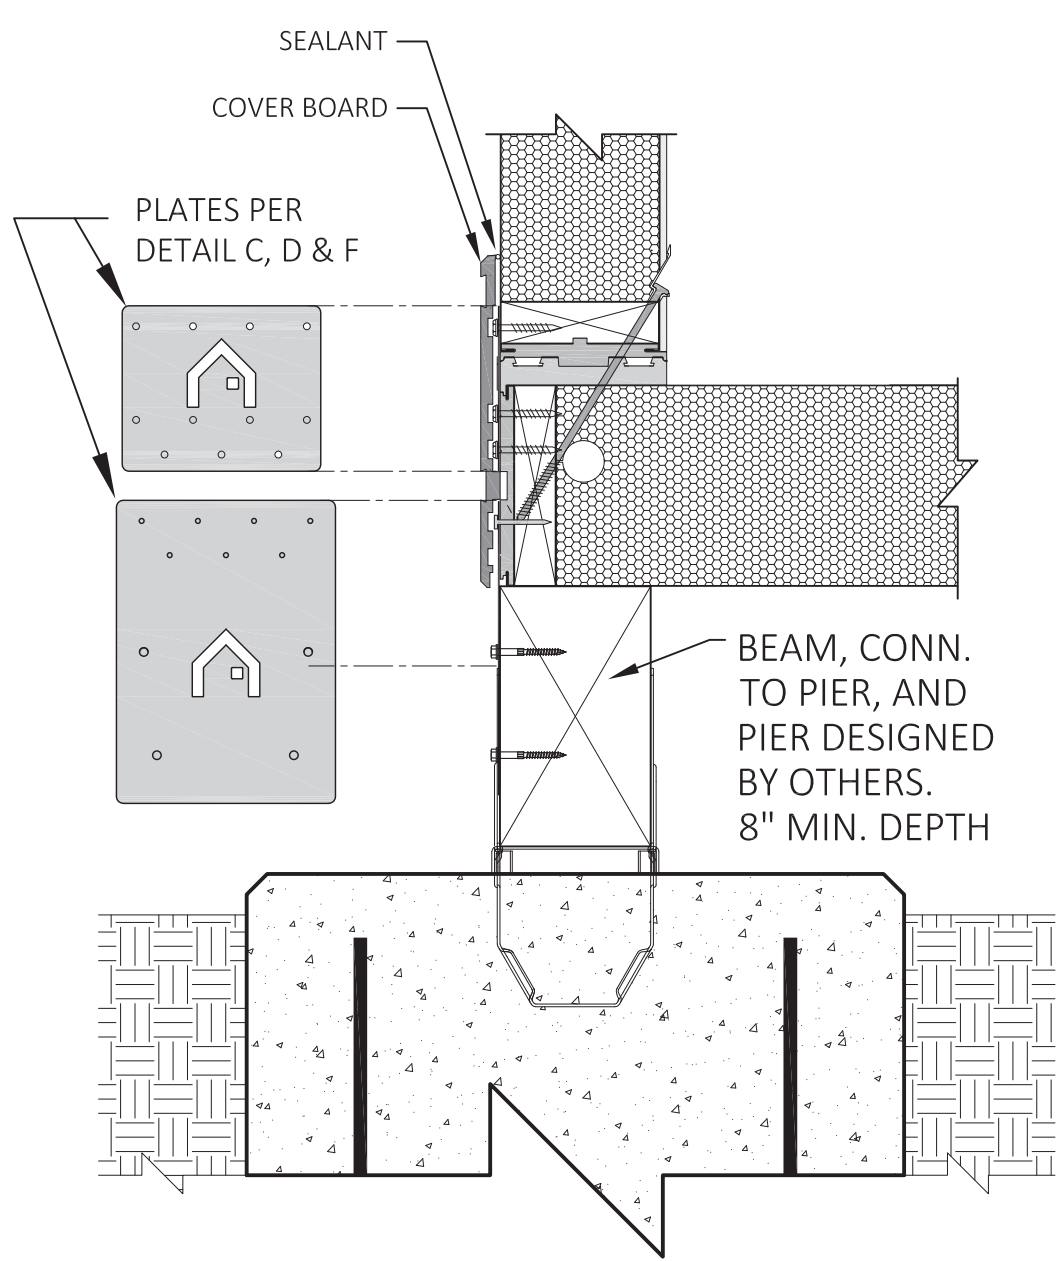 SEALANT
COVER BOARD
PLATES PER
DETAIL C, D & F
BEAM, CONN.
TO PIER, AND
PIER DESIGNED
BY OTHERS.
8" MIN. DEPTH